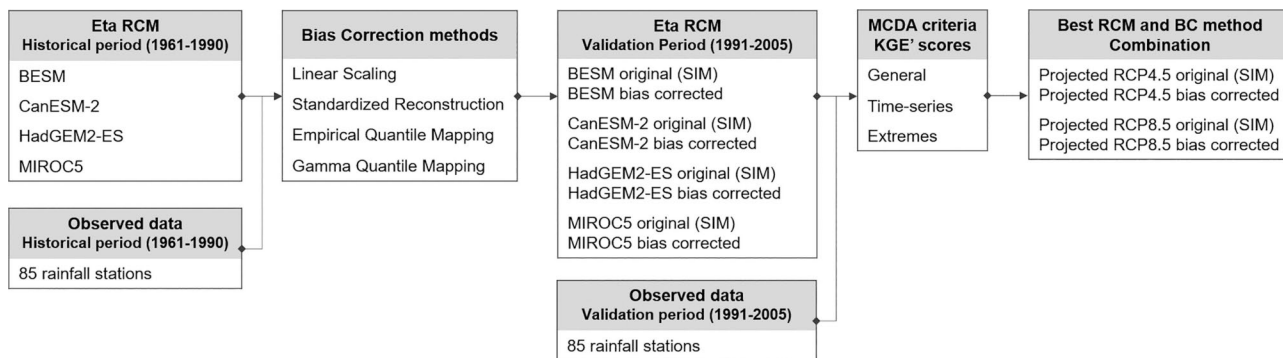 Eta RCM
Historical period (1961-1990)
BESM
CanESM-2
HadGEM2-ES
MIROC5
Observed data
Historical period (1961-1990)
85 rainfall stations
Bias Correction methods
Linear Scaling
Standardized Reconstruction
Empirical Quantile Mapping
Gamma Quantile Mapping
Eta RCM
Validation Period (1991-2005)
BESM original (SIM)
BESM bias corrected
CanESM-2 original (SIM)
CanESM-2 bias corrected
HadGEM2-ES original (SIM)
HadGEM2-ES bias corrected
MIROC5 original (SIM)
MIROC5 bias corrected
Observed data
Validation period (1991-2005)
85 rainfall stations
MCDA criteria
KGE' scores
General
Time-series
Extremes
Best RCM and BC method
Combination
Projected RCP4.5 original (SIM)
Projected RCP4.5 bias corrected
Projected RCP8.5 original (SIM)
Projected RCP8.5 bias corrected